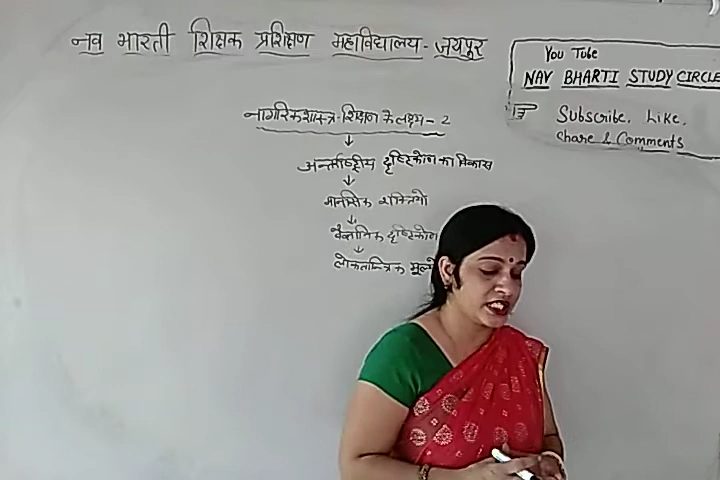 नव भारती शिक्षक प्रशिक्षण महाविद्यालय - जयपुर
You Tube
NAV BHARTI STUDY CIRCLE
Subscribe, Like,
Share & Comments
नागरिकशास्त्र - शिक्षण के लक्ष्य - 2
अन्तर्राष्ट्रीय दृष्टिकोण का विकास
मानसिक शक्तियों
वैज्ञानिक दृष्टिकोण
लोकतान्त्रिक